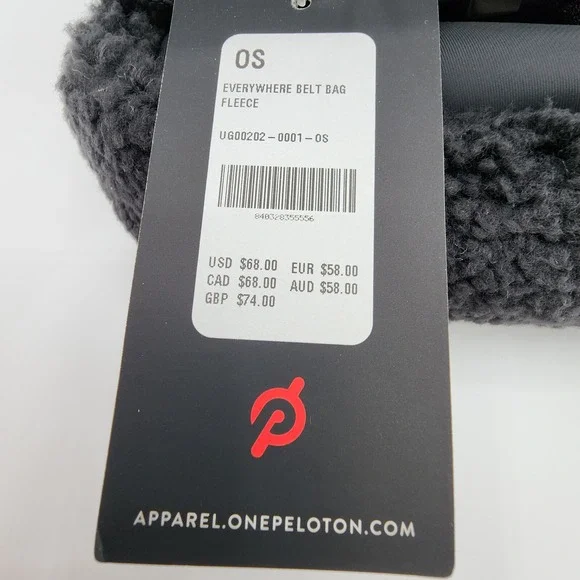 OS
EVERYWHERE BELT BAG
FLEECE
UG00202-0001-OS
840328355556
USD $68.00 EUR $58.00
CAD $68.00 AUD $58.00
GBP $74.00
APPAREL.ONEPELOTON.COM